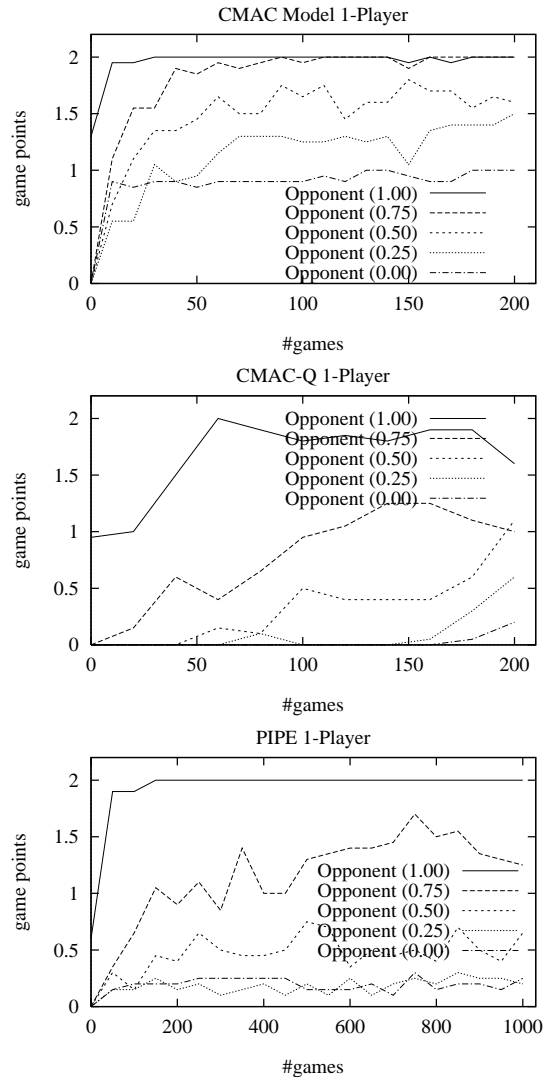 CMAC Model 1-Player
2
1.5
1
0.5
0
game points
Opponent (1.00)
Opponent (0.75)
Opponent (0.50)
Opponent (0.25)
Opponent (0.00)
0 50 100 150 200
#games
CMAC-Q 1-Player
2
1.5
1
0.5
0
game points
Opponent (1.00)
Opponent (0.75)
Opponent (0.50)
Opponent (0.25)
Opponent (0.00)
0 50 100 150 200
#games
PIPE 1-Player
2
1.5
1
0.5
0
game points
Opponent (1.00)
Opponent (0.75)
Opponent (0.50)
Opponent (0.25)
Opponent (0.00)
0 200 400 600 800 1000
#games